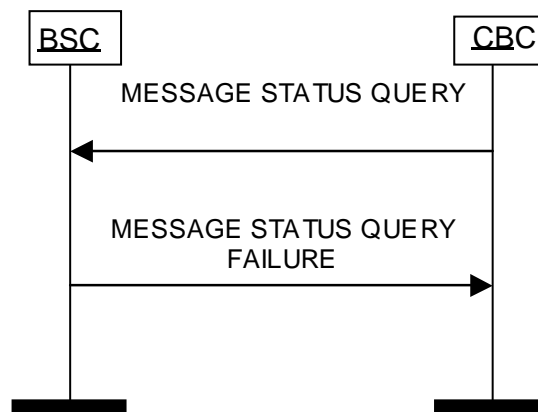 BSC
CBC
MESSAGE STATUS QUERY
MESSAGE STATUS QUERY
FAILURE